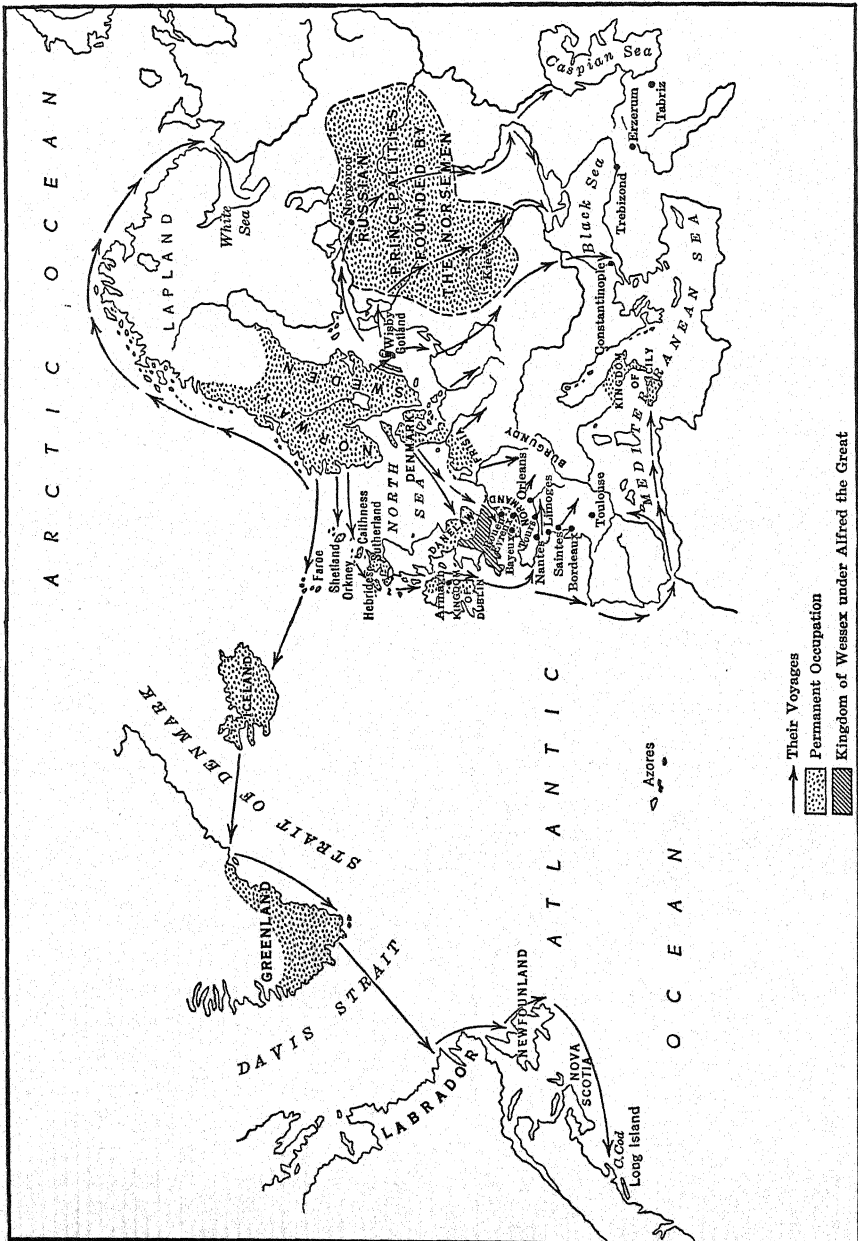 ARCTIC OCEAN
LAPLAND
White
Sea
NORWAY
SWEDEN
RUSSIAN
PRINCIPALITIES
FOUNDED BY
THE NORSEMEN
Novgorod
Kiev
Caspian Sea
Erzerum
Tabriz
Trebizond
Black Sea
Constantinople
Wisby
Gotland
DENMARK
NORTH
SEA
FRISIA
BURGUNDY
NORMANDY
Faroe
Shetland
Orkney
Caithness
Sutherland
Hebrides
KINGDOM
OF
DUBLIN
Bayeux
Tours
Orleans
Nantes
Limoges
Saintes
Bordeaux
Toulouse
KINGDOM
OF
SICILY
MEDITERRANEAN SEA
ICELAND
STRAIT OF DENMARK
GREENLAND
DAVIS STRAIT
LABRADOR
NEWFOUNLAND
NOVA
SCOTIA
C. Cod
Long Island
ATLANTIC
OCEAN
Azores
Their Voyages
Permanent Occupation
Kingdom of Wessex under Alfred the Great